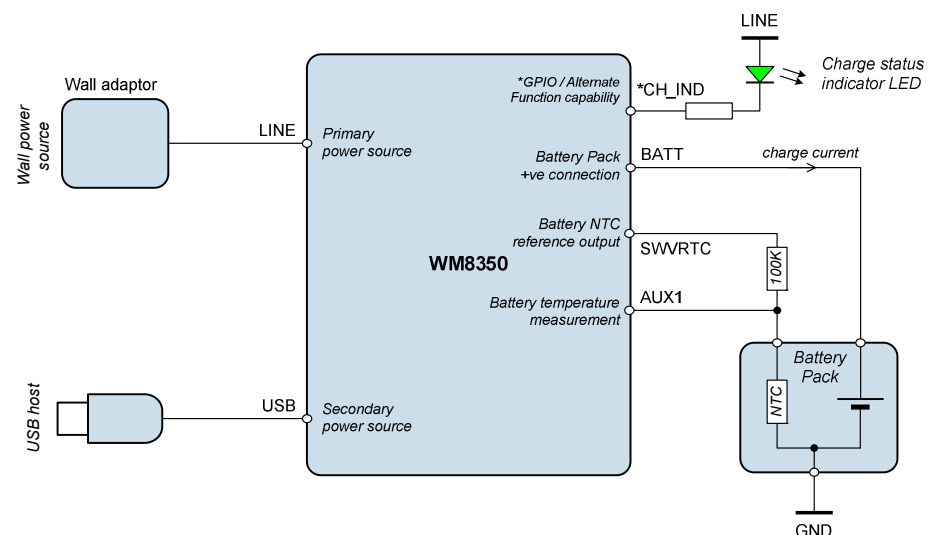 LINE
Charge status
indicator LED
*GPIO / Alternate
Function capability
*CH_IND
Wall adaptor
Wall power
source
LINE
Primary
power source
Battery Pack
+ve connection
BATT
charge current
Battery NTC
reference output
SWVRTC
100K
WM8350
Battery temperature
measurement
AUX1
Battery
Pack
NTC
USB host
USB
Secondary
power source
GND